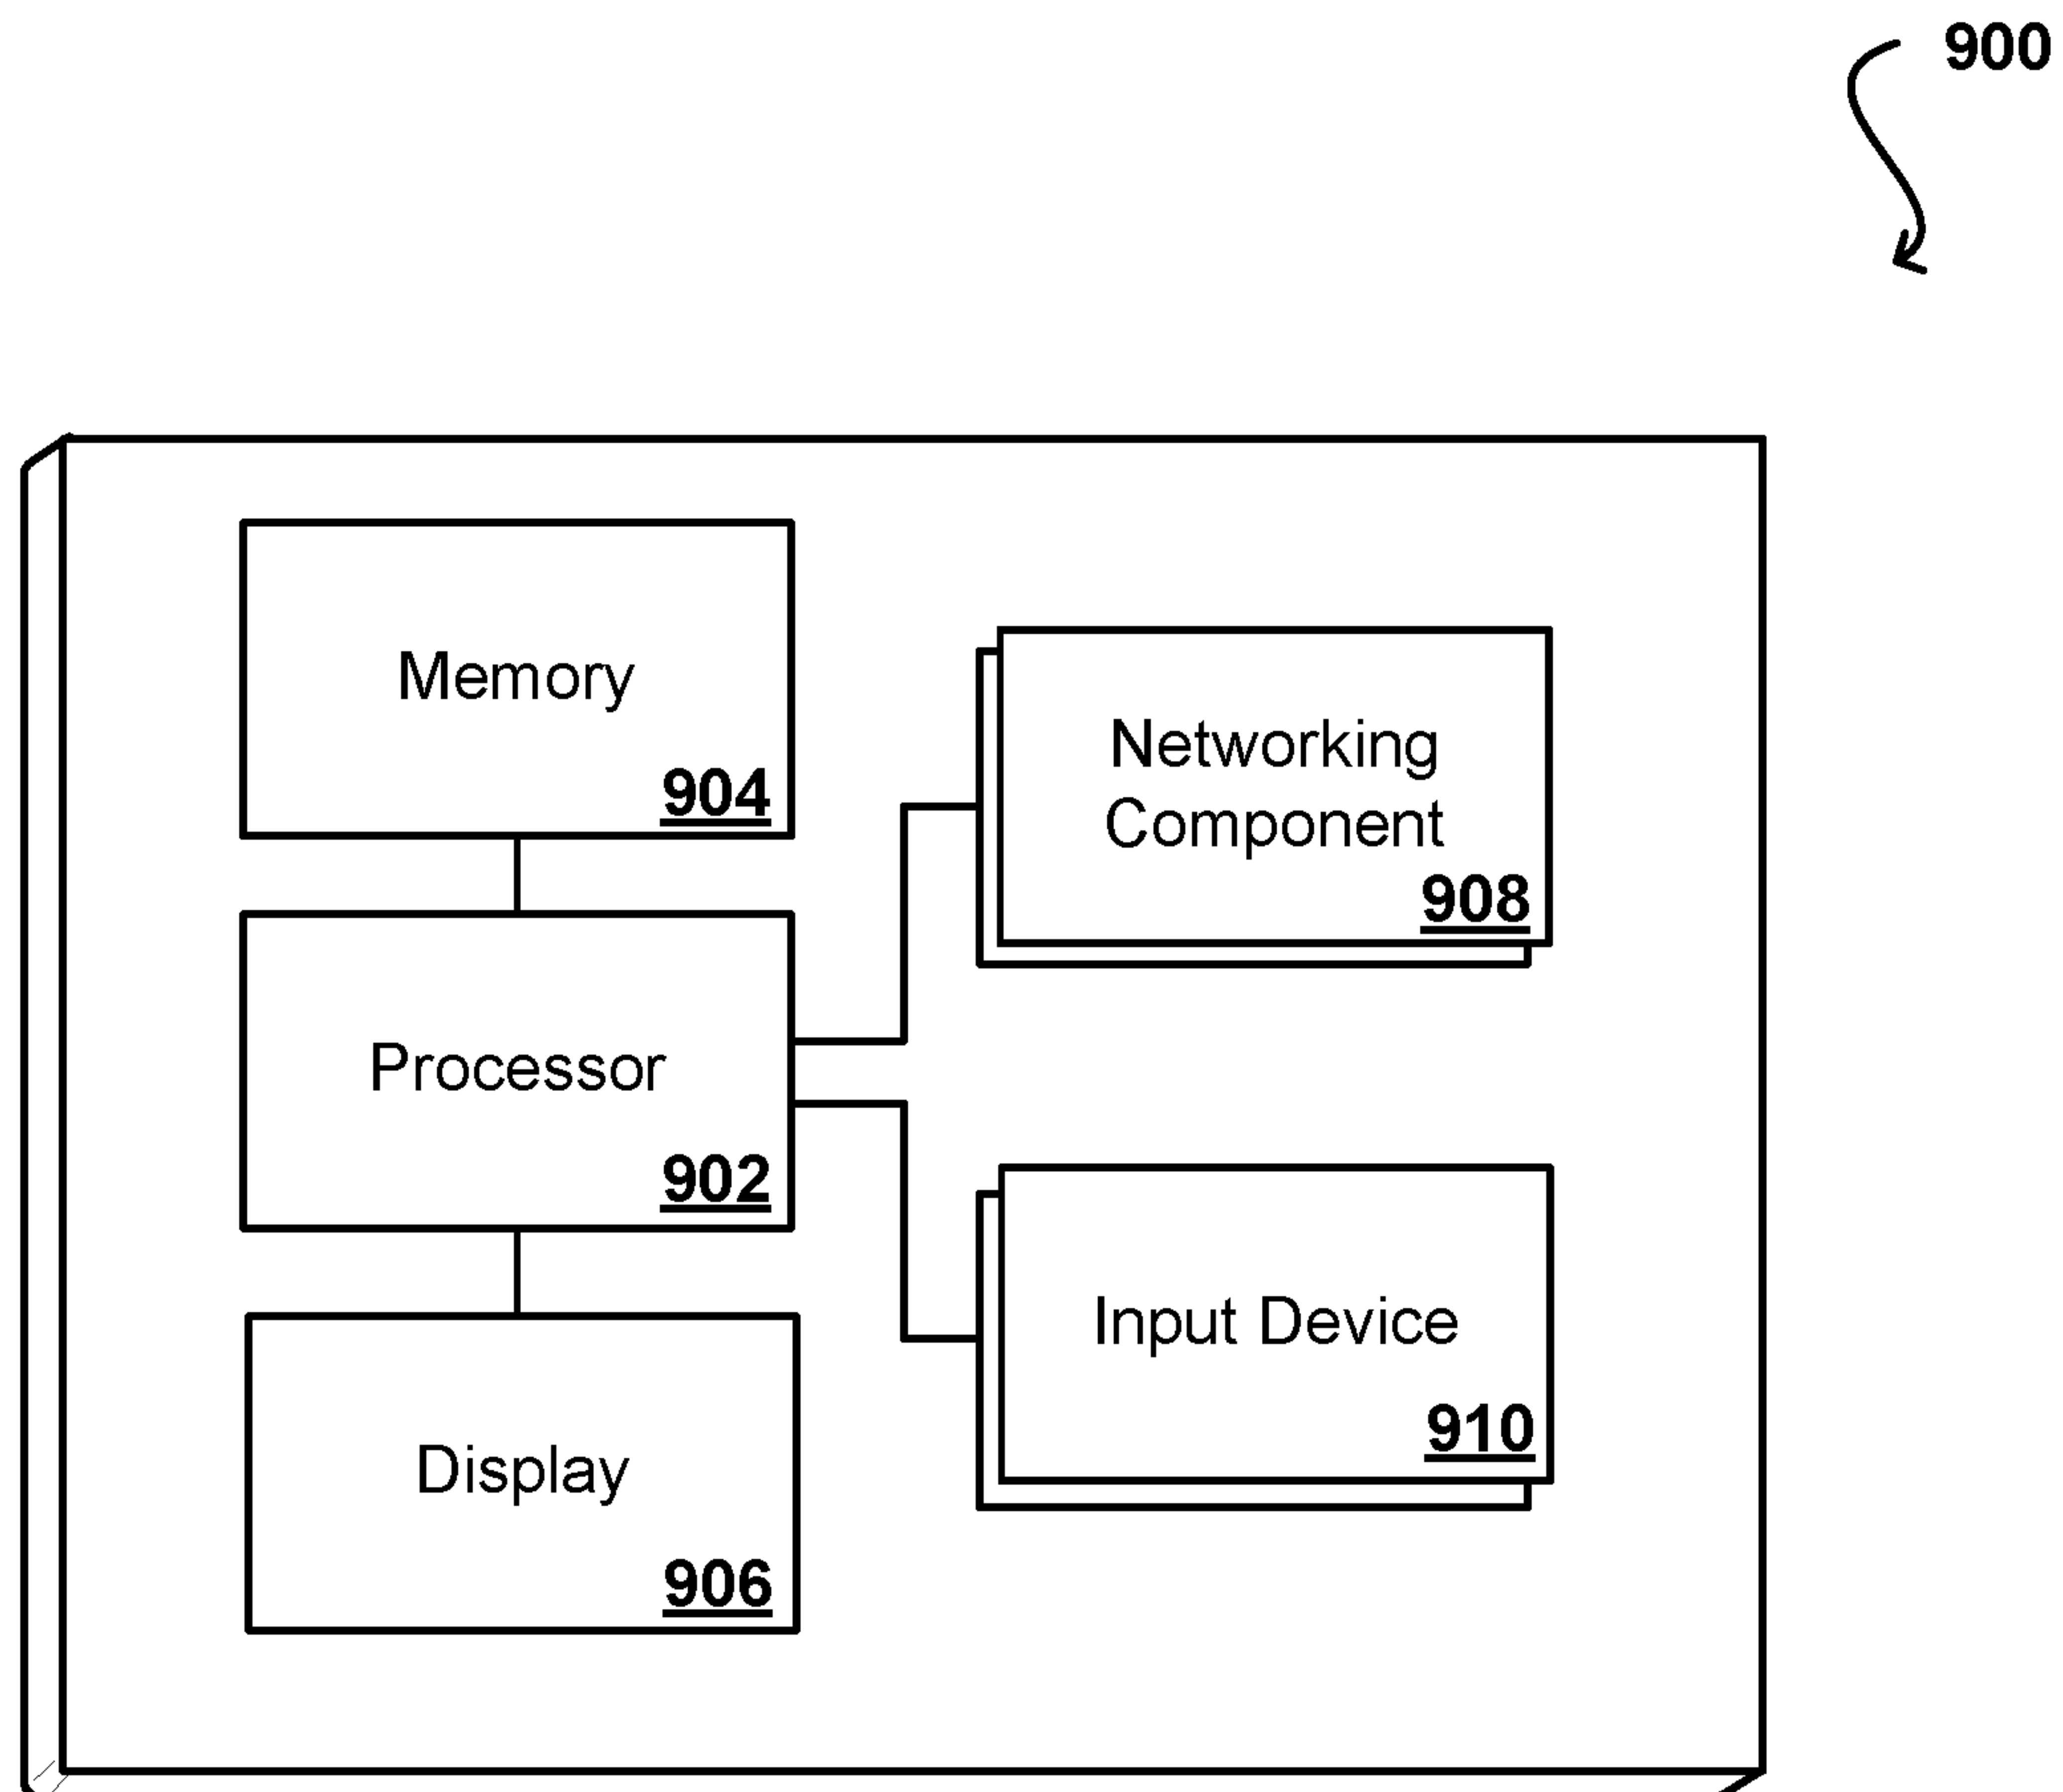 900
Memory
904
Networking
Component
908
Processor
902
Input Device
910
Display
906